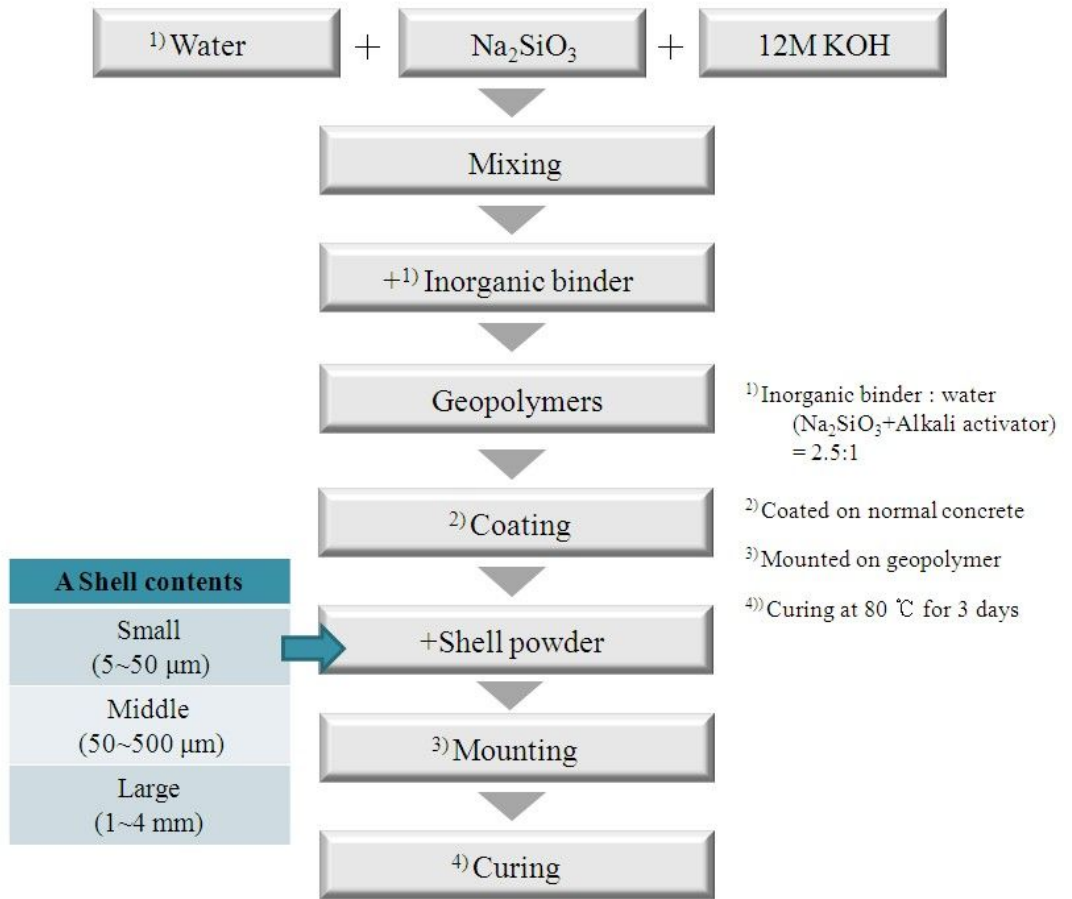 1) Water + Na₂SiO₃ + 12M KOH
Mixing
+1) Inorganic binder
Geopolymers
1) Inorganic binder : water
(Na₂SiO₃+Alkali activator)
= 2.5:1
2) Coating
2) Coated on normal concrete
3) Mounted on geopolymer
4)) Curing at 80 ℃ for 3 days
A Shell contents
Small
(5~50 μm)
Middle
(50~500 μm)
Large
(1~4 mm)
+Shell powder
3) Mounting
4) Curing